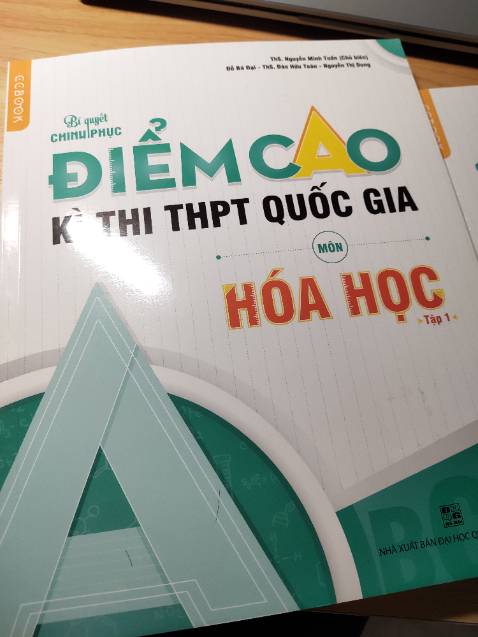 CCBOOK
ThS. Nguyễn Minh Tuấn (Chủ biên)
Đỗ Bá Đại - ThS. Đào Hữu Toàn - Nguyễn Thị Dung
Bí quyết
CHINH PHỤC
ĐIỂM CAO
KÌ THI THPT QUỐC GIA
MÔN
HÓA HỌC
Tập 1
NHÀ XUẤT BẢN ĐẠI HỌC Q